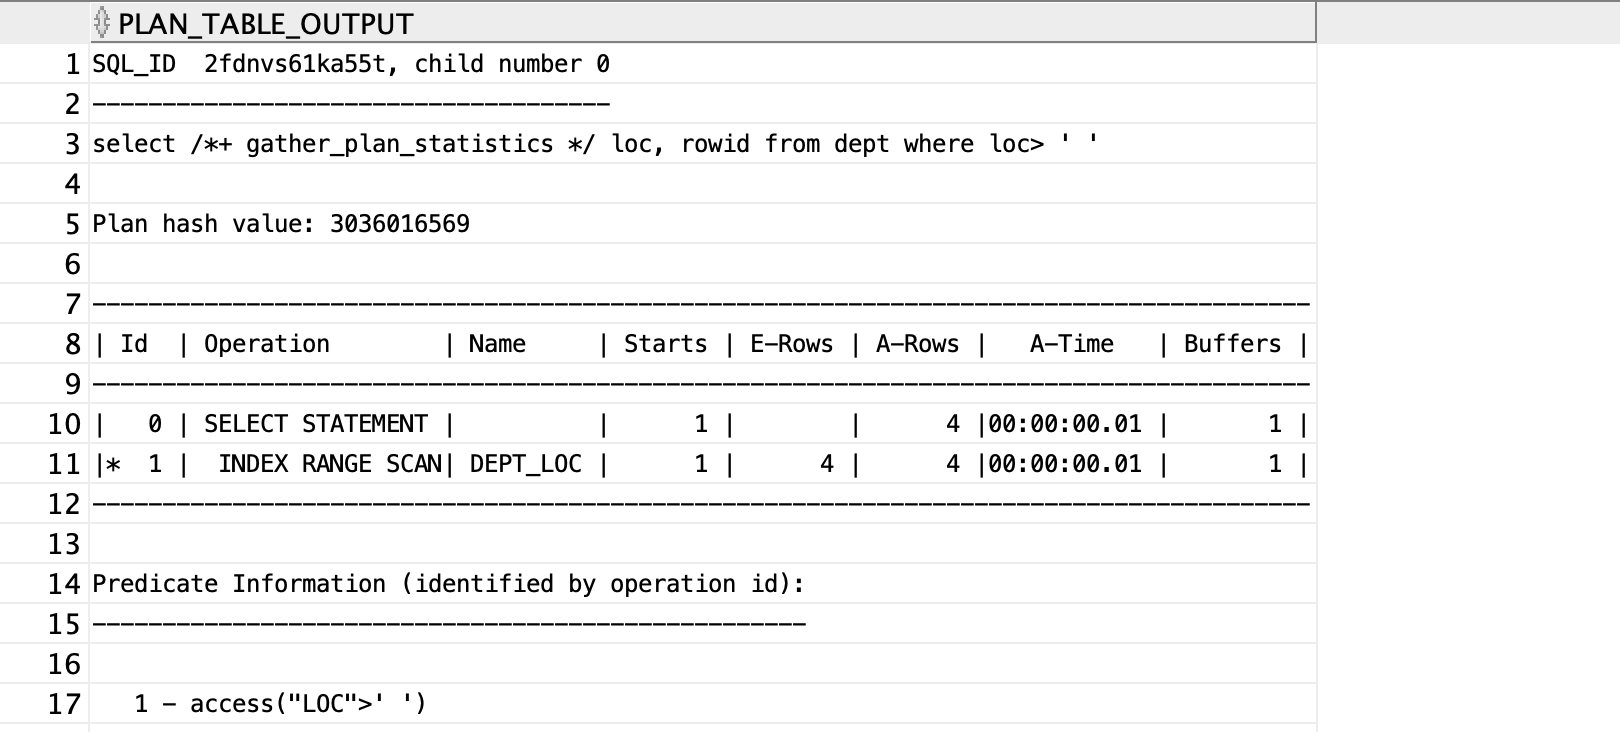 PLAN_TABLE_OUTPUT
1 SQL_ID  2fdnvs61ka55t, child number 0
2 -------------------------------------
3 select /*+ gather_plan_statistics */ loc, rowid from dept where loc> ' '
4
5 Plan hash value: 3036016569
6
7 ---------------------------------------------------------------------------------------
8 | Id  | Operation        | Name     | Starts | E-Rows | A-Rows |   A-Time   | Buffers |
9 ---------------------------------------------------------------------------------------
10 |   0 | SELECT STATEMENT |          |      1 |        |      4 |00:00:00.01 |       1 |
11 |*  1 |  INDEX RANGE SCAN| DEPT_LOC |      1 |      4 |      4 |00:00:00.01 |       1 |
12 ---------------------------------------------------------------------------------------
13
14 Predicate Information (identified by operation id):
15 ---------------------------------------------------
16
17    1 - access("LOC">' ')